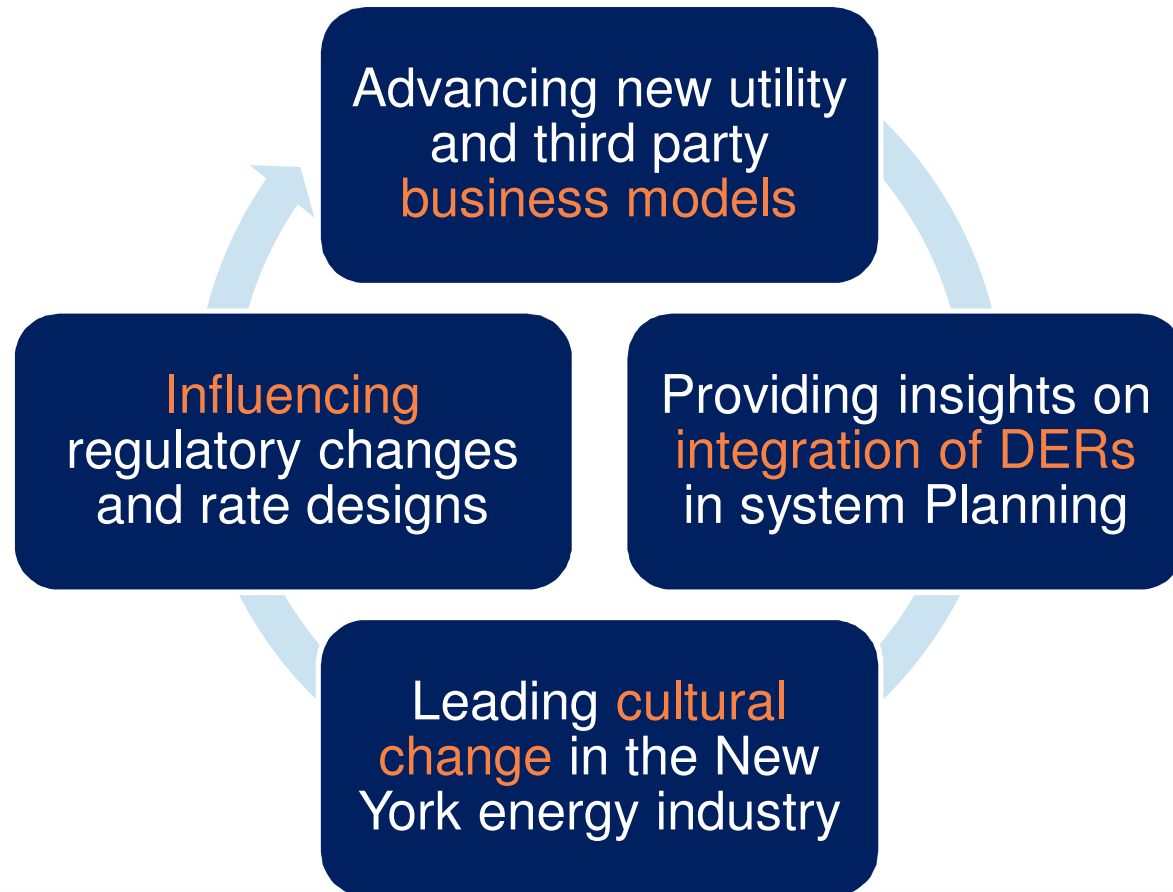 Advancing new utility
and third party
business models
Influencing
regulatory changes
and rate designs
Providing insights on
integration of DERs
in system Planning
Leading cultural
change in the New
York energy industry